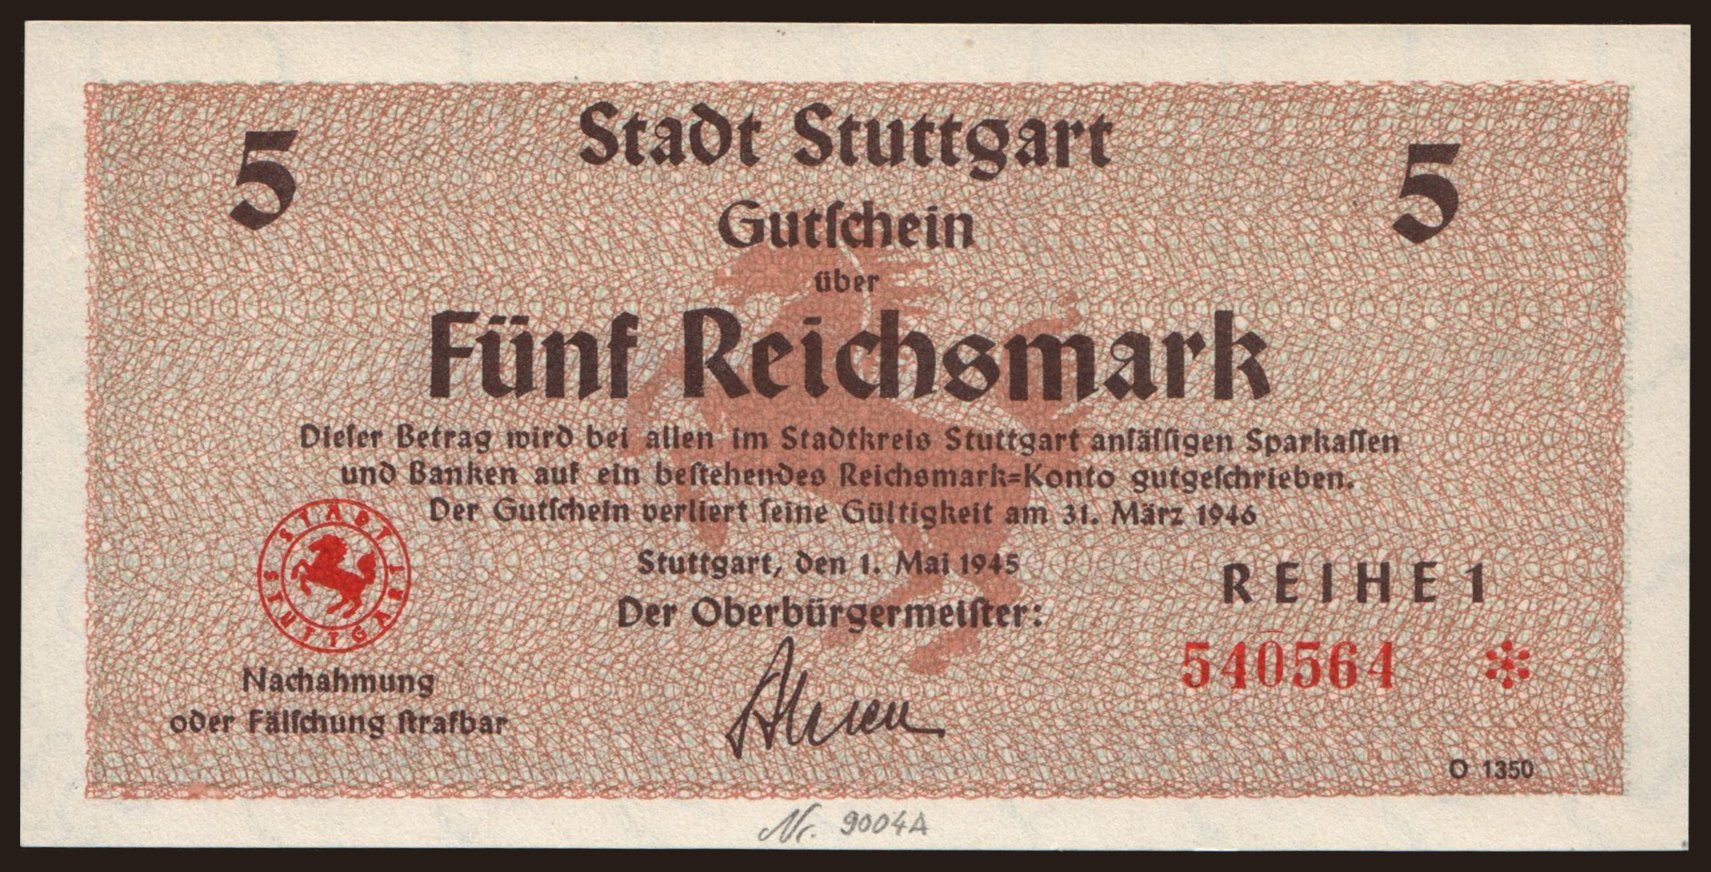 Stadt Stuttgart
5
5
Gutſchein
über
Fünf Reichsmark
Dieſer Betrag wird bei allen im Stadtkreis Stuttgart anſäſſigen Sparkaſſen
und Banken auf ein beſtehendes Reichsmark=Konto gutgeſchrieben.
Der Gutſchein verliert ſeine Gültigkeit am 31. März 1946
Stuttgart, den 1. Mai 1945
Der Oberbürgermeiſter:
STADT STUTTGART
REIHE 1
540564 *
Nachahmung
oder Fälſchung ſtrafbar
O 1350
Nr. 9004A